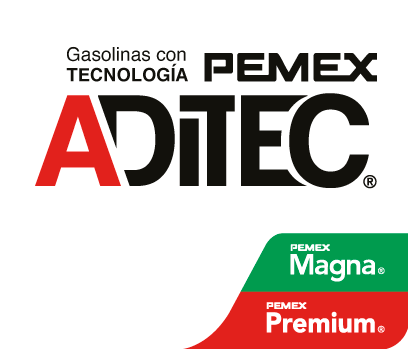 Gasolinas con
TECNOLOGÍA PEMEX
ADITEC®
PEMEX
Magna®
PEMEX
Premium®